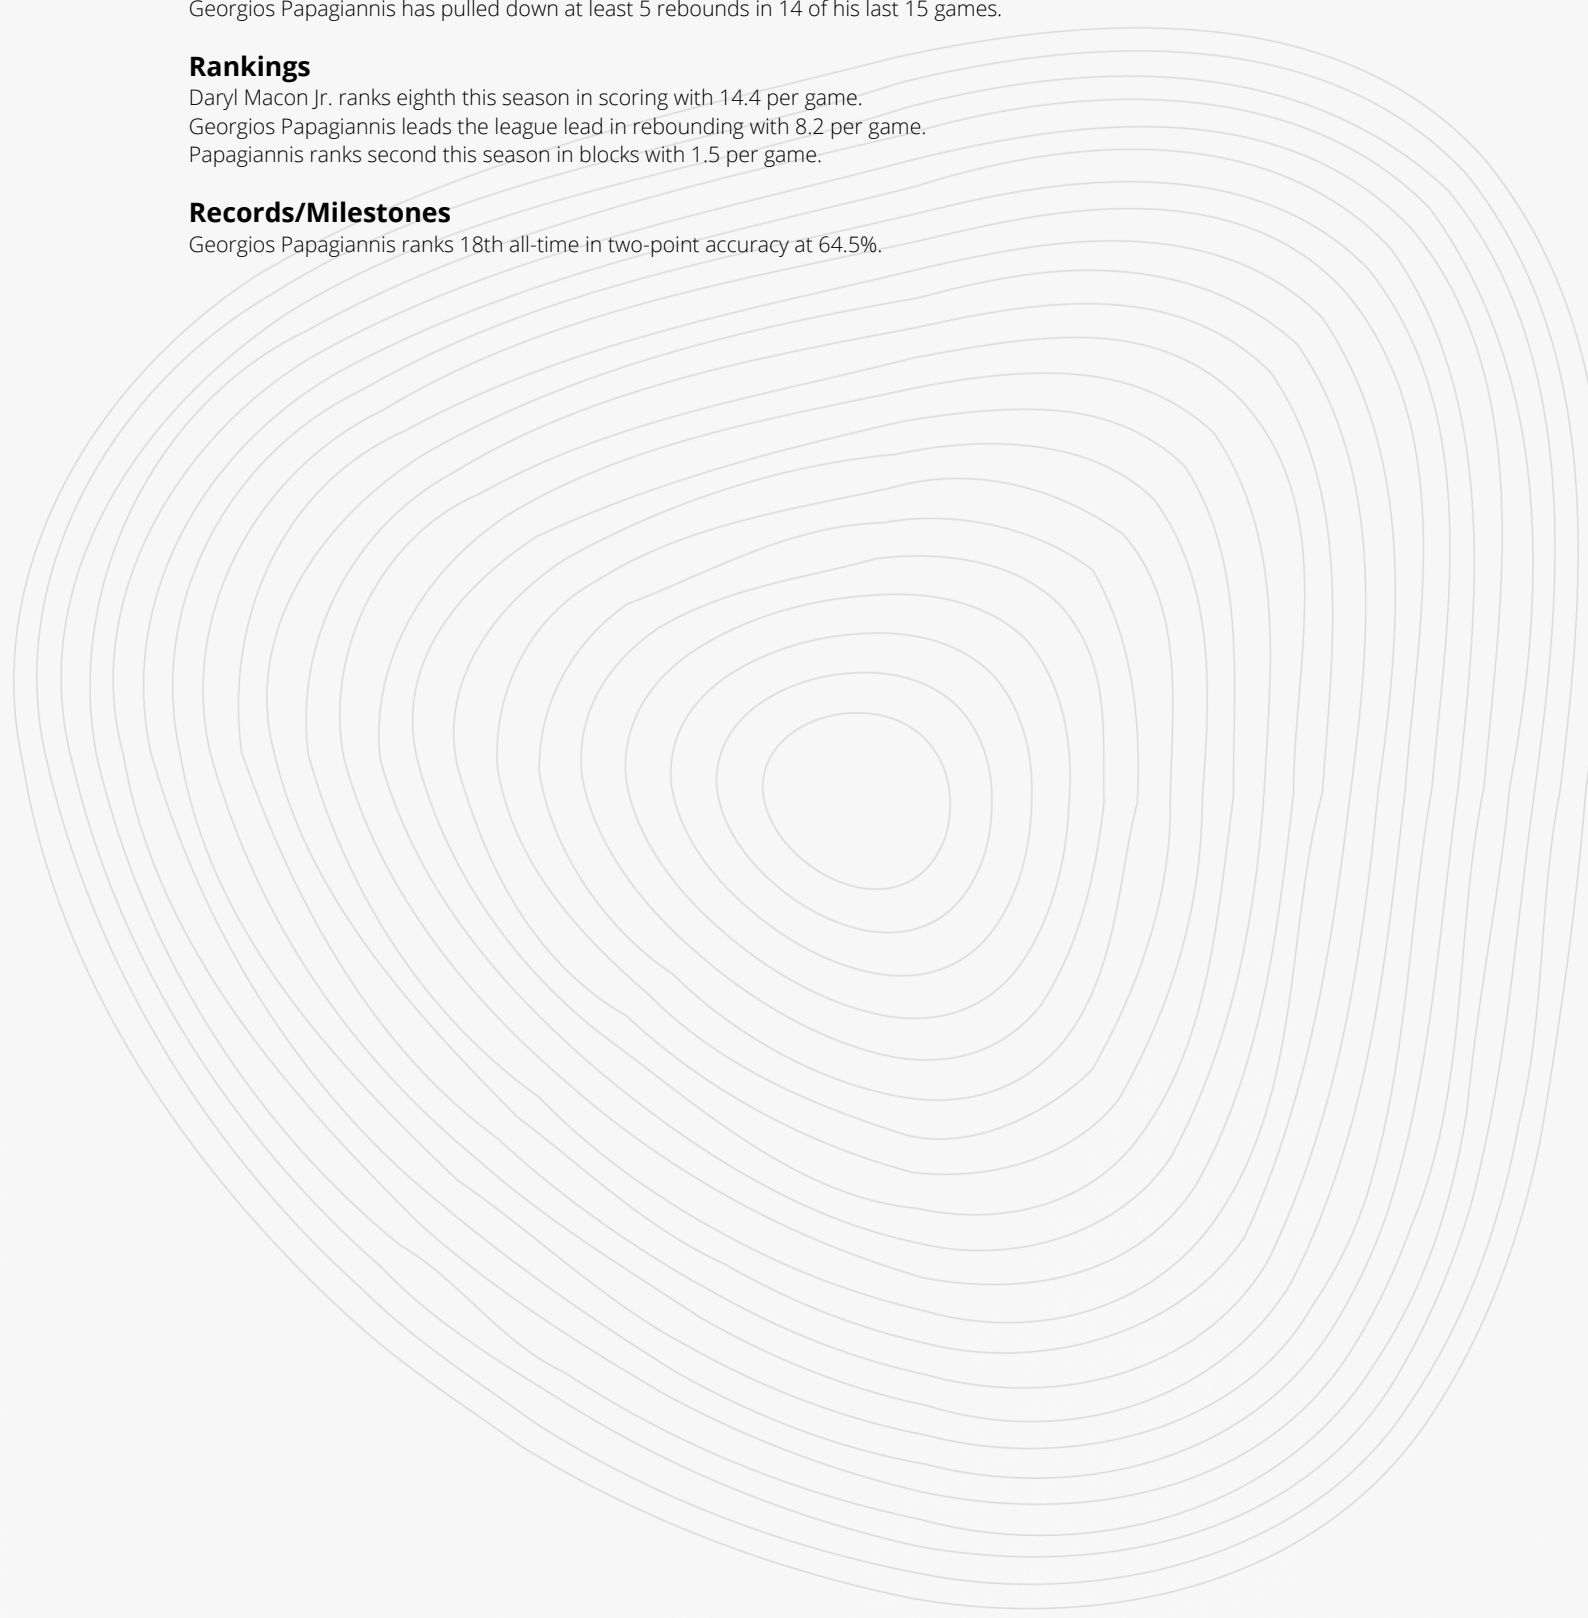 Georgios Papagiannis has pulled down at least 5 rebounds in 14 of his last 15 games.
Rankings
Daryl Macon Jr. ranks eighth this season in scoring with 14.4 per game.
Georgios Papagiannis leads the league lead in rebounding with 8.2 per game.
Papagiannis ranks second this season in blocks with 1.5 per game.
Records/Milestones
Georgios Papagiannis ranks 18th all-time in two-point accuracy at 64.5%.